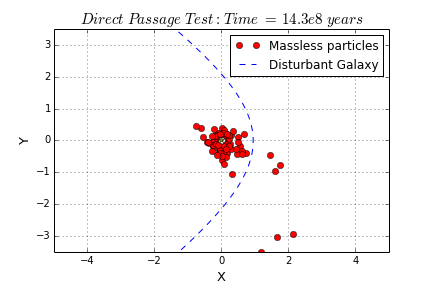 Direct Passage Test : Time = 14.3e8 years
Massless particles
Disturbant Galaxy
3
2
1
0
−1
−2
−3
Y
−4
−2
0
2
4
X